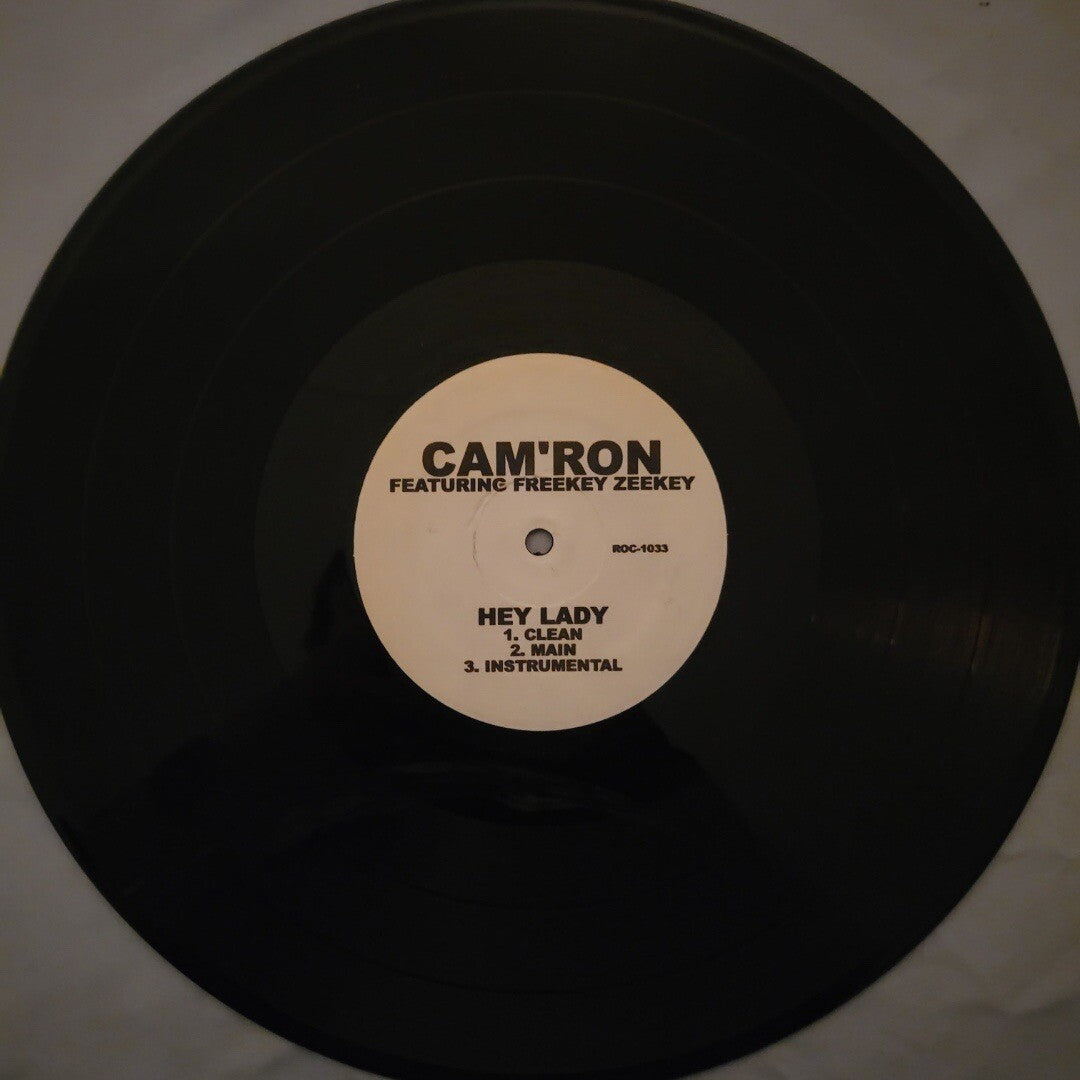 CAM'RON
FEATURING FREEKEY ZEEKEY
ROC-1033
HEY LADY
1. CLEAN
2. MAIN
3. INSTRUMENTAL